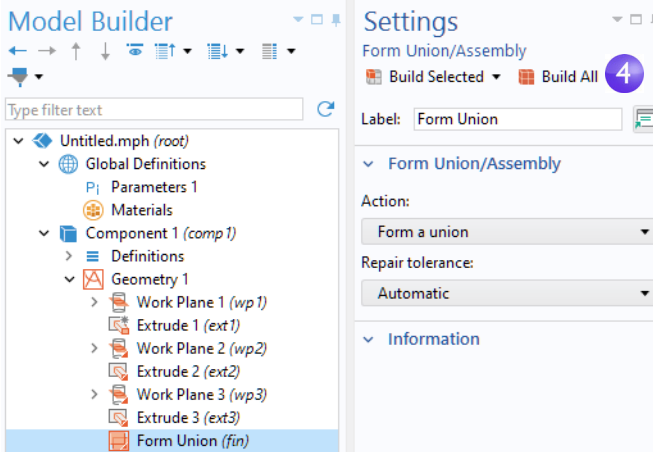 Model Builder
Type filter text
Untitled.mph (root)
Global Definitions
Pi Parameters 1
Materials
Component 1 (comp1)
Definitions
Geometry 1
Work Plane 1 (wp1)
Extrude 1 (ext1)
Work Plane 2 (wp2)
Extrude 2 (ext2)
Work Plane 3 (wp3)
Extrude 3 (ext3)
Form Union (fin)
Settings
Form Union/Assembly
Build Selected Build All 4
Label: Form Union
Form Union/Assembly
Action:
Form a union
Repair tolerance:
Automatic
Information